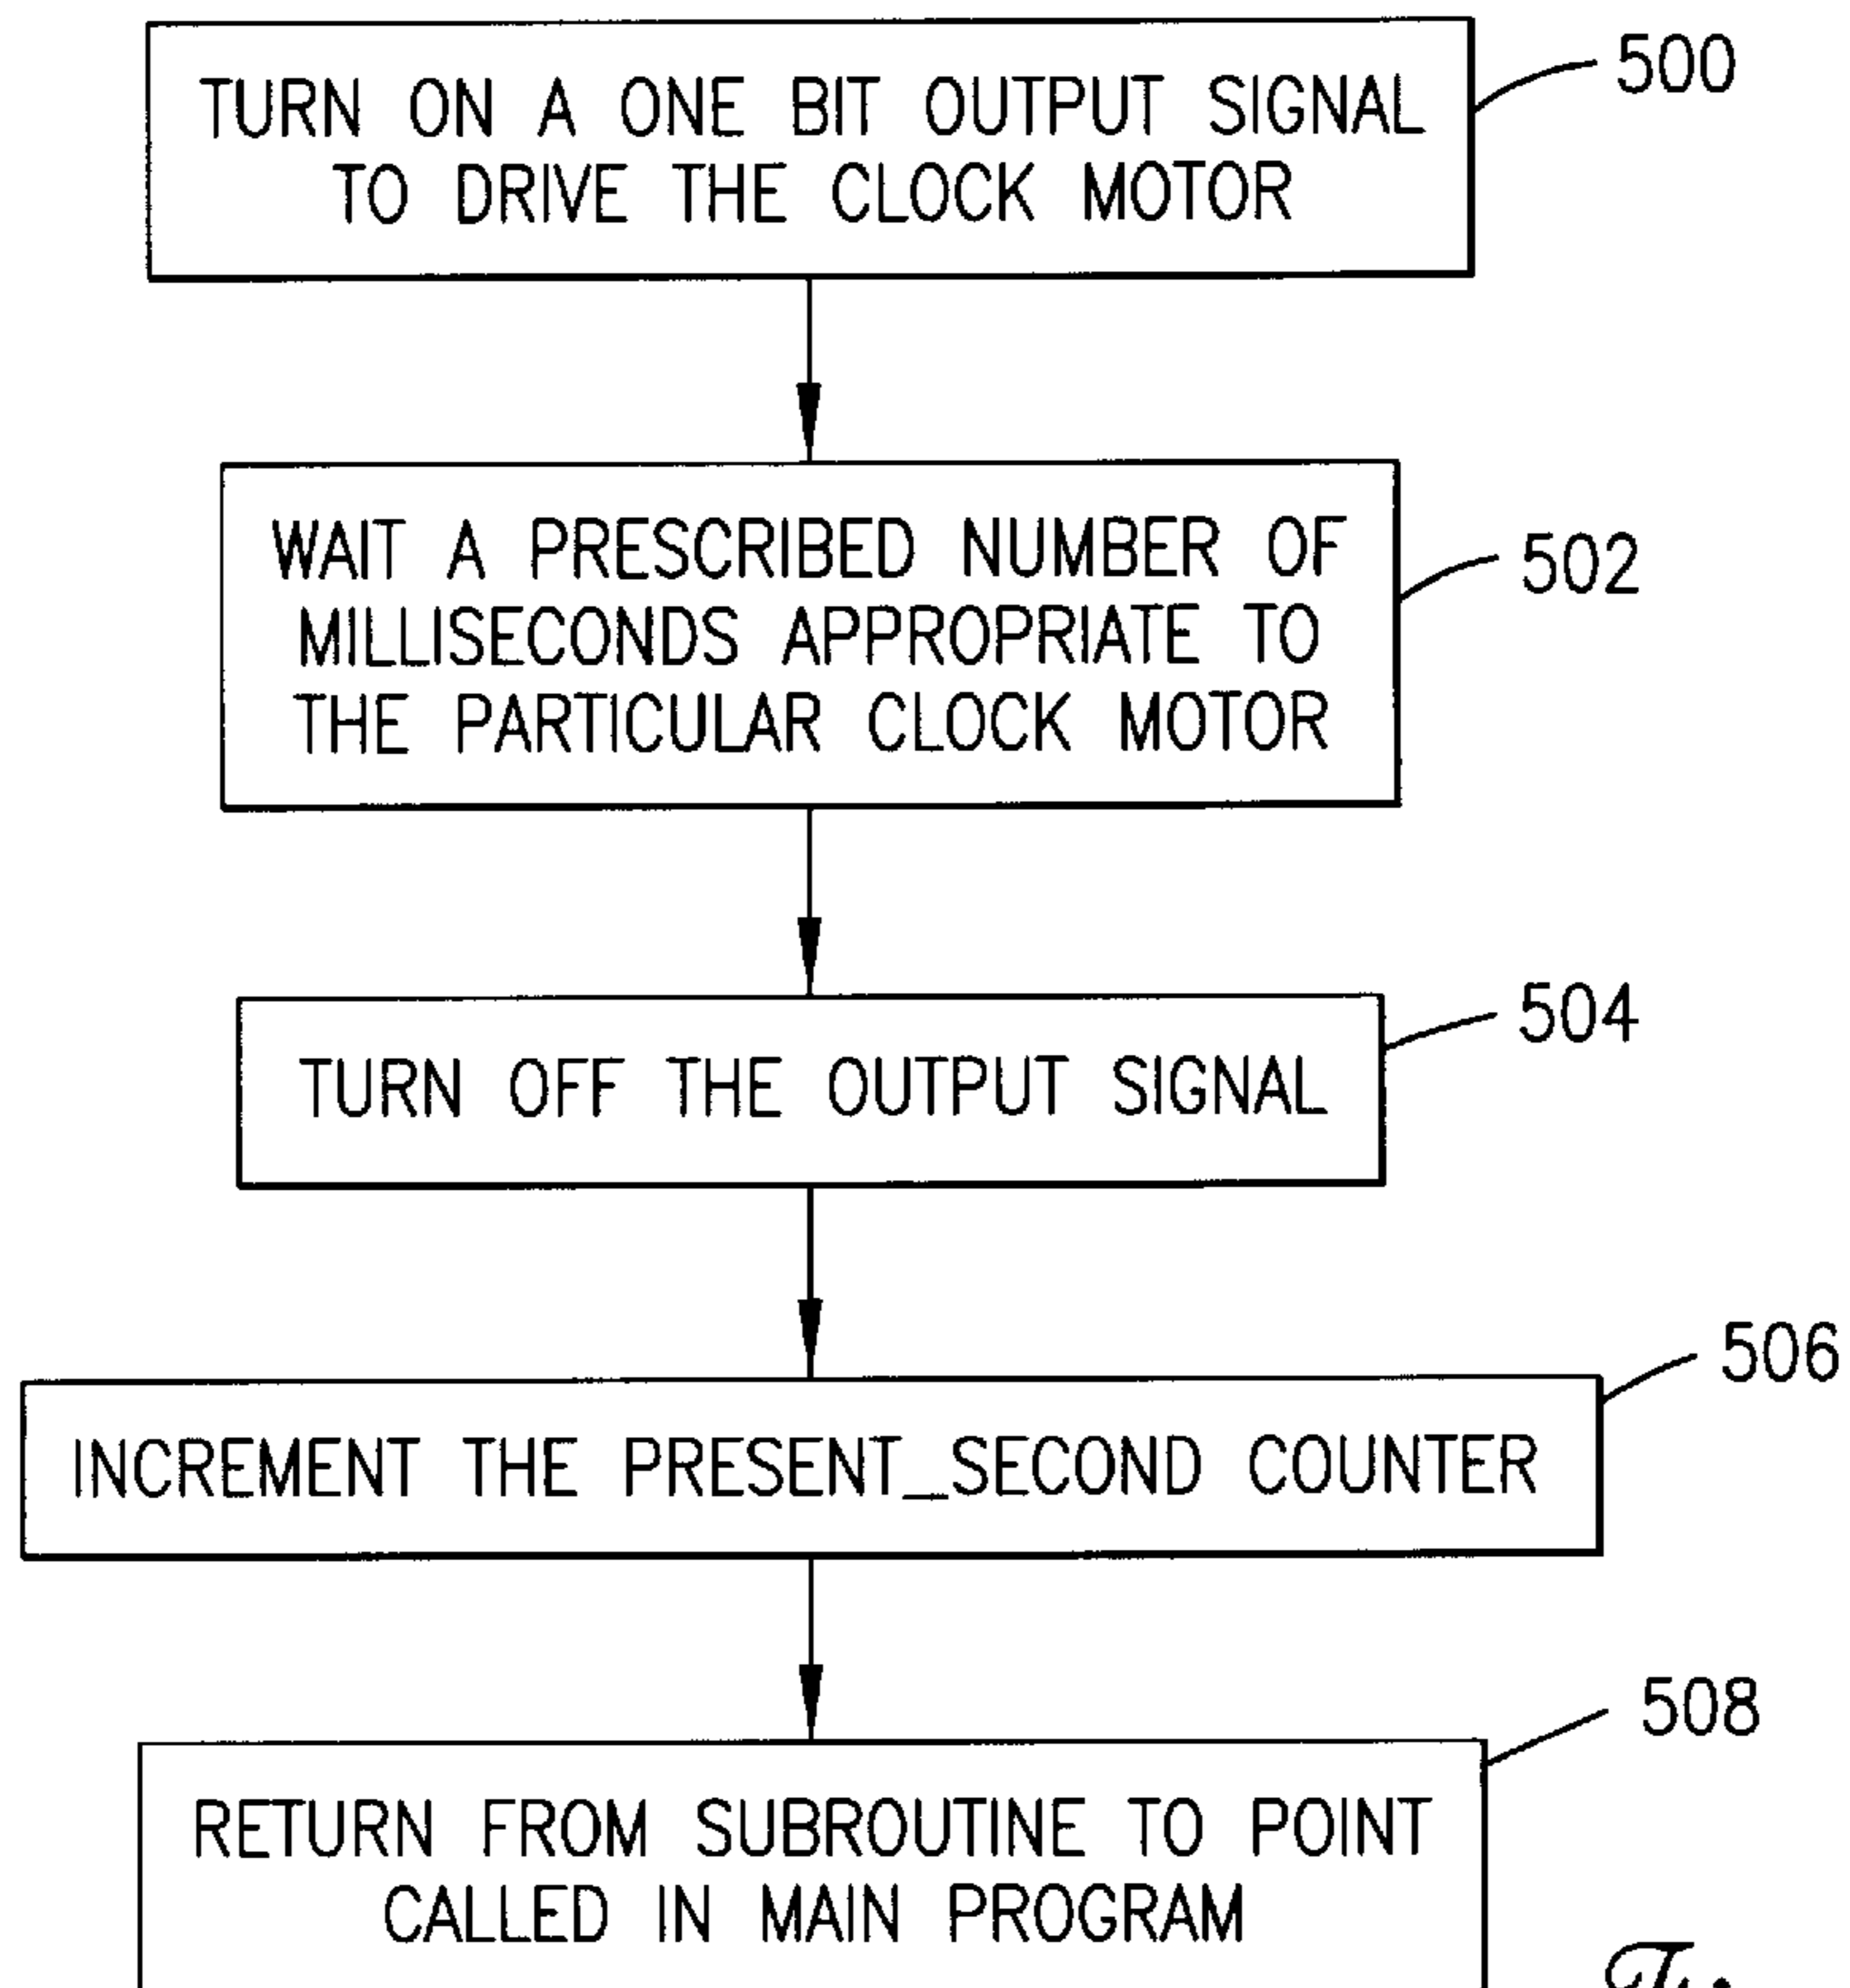 TURN ON A ONE BIT OUTPUT SIGNAL
TO DRIVE THE CLOCK MOTOR
500
WAIT A PRESCRIBED NUMBER OF
MILLISECONDS APPROPRIATE TO
THE PARTICULAR CLOCK MOTOR
502
TURN OFF THE OUTPUT SIGNAL
504
INCREMENT THE PRESENT_SECOND COUNTER
506
RETURN FROM SUBROUTINE TO POINT
CALLED IN MAIN PROGRAM
508